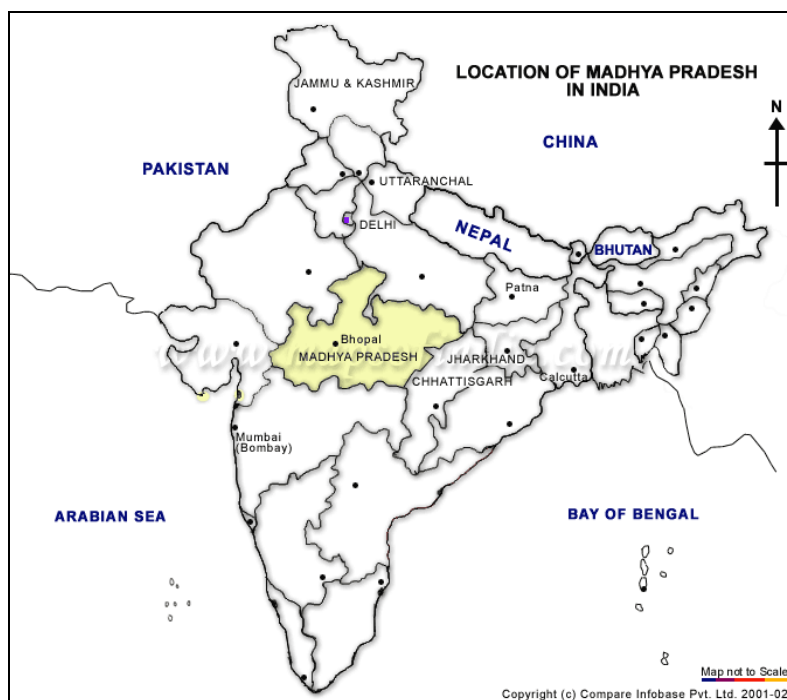 LOCATION OF MADHYA PRADESH
IN INDIA
N
JAMMU & KASHMIR
CHINA
PAKISTAN
UTTARANCHAL
DELHI
NEPAL
BHUTAN
Patna
Bhopal
MADHYA PRADESH
JHARKHAND
CHHATTISGARH
Calcutta
Mumbai
(Bombay)
ARABIAN SEA
BAY OF BENGAL
Map not to Scale
Copyright (c) Compare Infobase Pvt. Ltd. 2001-02